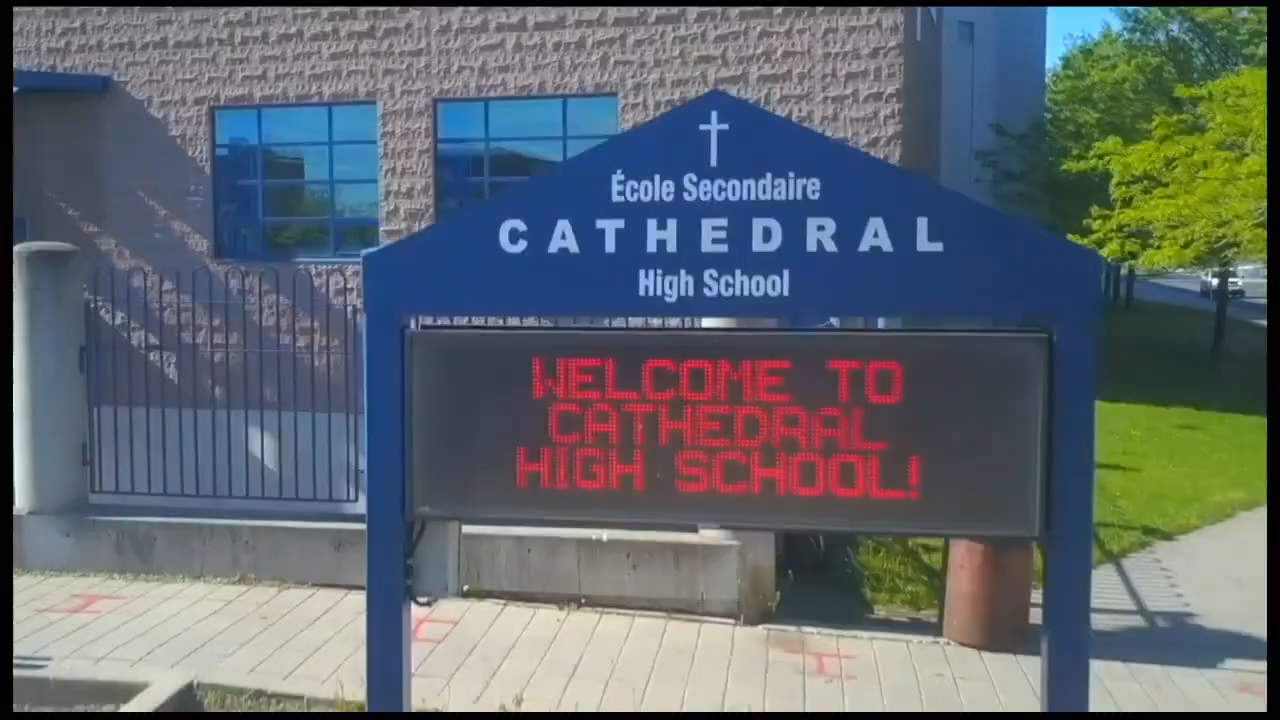 École Secondaire
CATHEDRAL
High School
WELCOME TO
CATHEDRAL
HIGH SCHOOL!